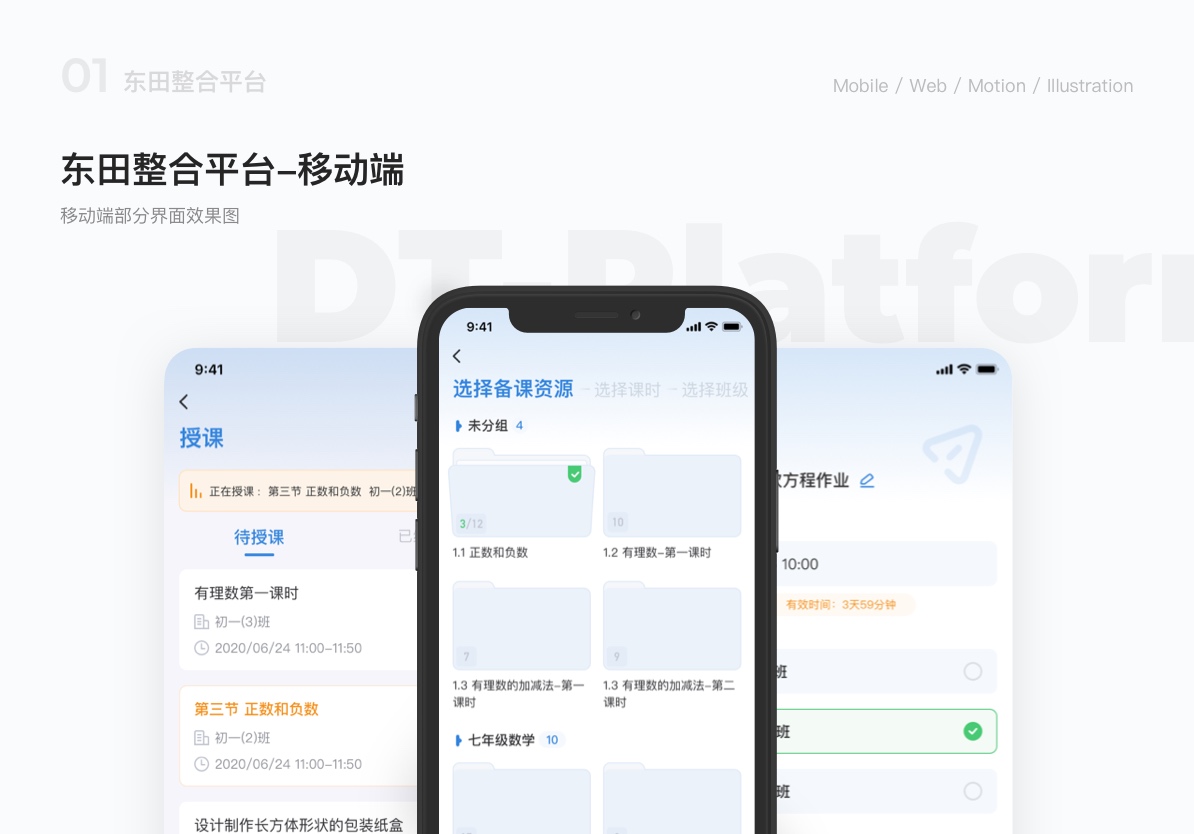 01 东田整合平台
Mobile / Web / Motion / Illustration
东田整合平台–移动端
移动端部分界面效果图
DT-Platfor
9:41
授课
正在授课： 第三节 正数和负数 初一(2)班
待授课
已
有理数第一课时
初一(3)班
2020/06/24 11:00-11:50
第三节 正数和负数
初一(2)班
2020/06/24 11:00-11:50
设计制作长方体形状的包装纸盒
9:41
选择备课资源 - 选择课时 - 选择班级
未分组 4
3/12
10
1.1 正数和负数
1.2 有理数–第一课时
7
9
1.3 有理数的加减法–第一
课时
1.3 有理数的加减法–第二
课时
七年级数学 10
次方程作业
10:00
有效时间：3天59分钟
班
班
班